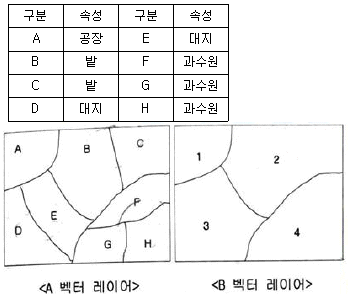 구분 속성 구분 속성
A 공장 E 대지
B 밭 F 과수원
C 밭 G 과수원
D 대지 H 과수원
A B C
D E F
G H
1 2
3 4
<A 벡터 레이어> <B 벡터 레이어>